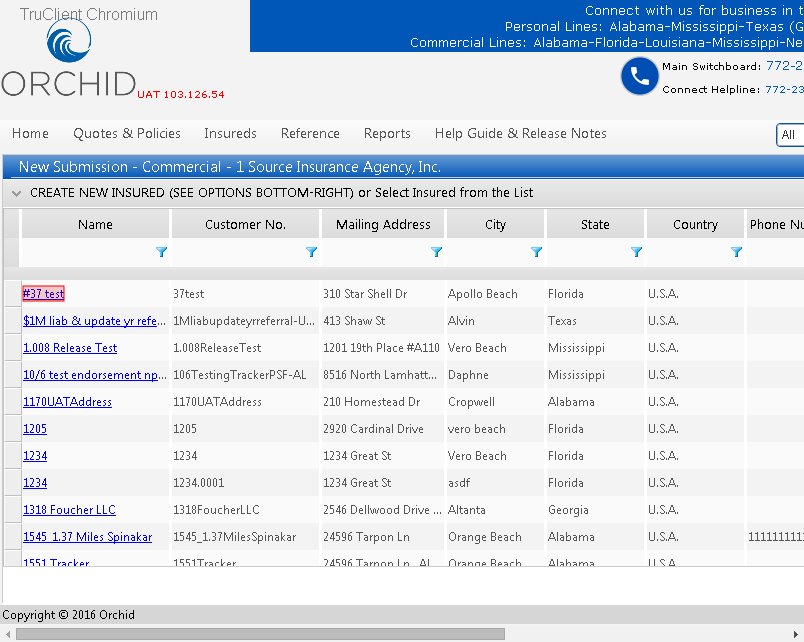 TruClient Chromium
ORCHID
UAT 103.126.54
Connect with us for business in t
Personal Lines: Alabama-Mississippi-Texas (G
Commercial Lines: Alabama-Florida-Louisiana-Mississippi-Ne
Main Switchboard: 772-2
Connect Helpline: 772-23
Home Quotes & Policies Insureds Reference Reports Help Guide & Release Notes All
New Submission - Commercial - 1 Source Insurance Agency, Inc.
CREATE NEW INSURED (SEE OPTIONS BOTTOM-RIGHT) or Select Insured from the List
Name Customer No. Mailing Address City State Country Phone Nu
#37 test 37test 310 Star Shell Dr Apollo Beach Florida U.S.A.
$1M liab & update yr refe... 1Mliabupdateyrreferral-U... 413 Shaw St Alvin Texas U.S.A.
1.008 Release Test 1.008ReleaseTest 1201 19th Place #A110 Vero Beach Mississippi U.S.A.
10/6 test endorsement np... 106TestingTrackerPSF-AL 8516 North Lamhatt... Daphne Mississippi U.S.A.
1170UATAddress 1170UATAddress 210 Homestead Dr Cropwell Alabama U.S.A.
1205 1205 2920 Cardinal Drive vero beach Florida U.S.A.
1234 1234 1234 Great St Vero Beach Florida U.S.A.
1234 1234.0001 1234 Great St asdf Florida U.S.A.
1318 Foucher LLC 1318FoucherLLC 2546 Dellwood Drive ... Altanta Georgia U.S.A.
1545_1.37 Miles Spinakar 1545_1.37MilesSpinakar 24596 Tarpon Ln Orange Beach Alabama U.S.A. 1111111111
1551 Tracker 1551Tracker 24596 Tarpon Ln AL Orange Beach Alabama U.S.A.
Copyright © 2016 Orchid